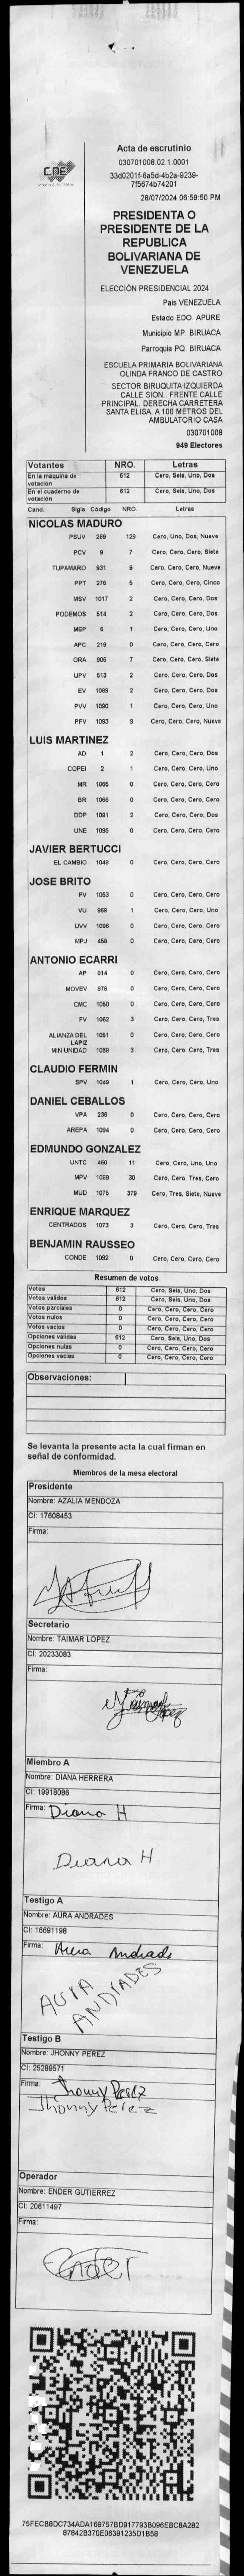 CNE
Acta de escrutinio
030701008.02.1.0001
33d0201f-6a5d-4b2a-9239-
7f5674b74201
28/07/2024 06:59:50 PM
PRESIDENTA O
PRESIDENTE DE LA
REPUBLICA
BOLIVARIANA DE
VENEZUELA
ELECCIÓN PRESIDENCIAL 2024
Pais VENEZUELA
Estado EDO. APURE
Municipio MP. BIRUACA
Parroquia PQ. BIRUACA
ESCUELA PRIMARIA BOLIVARIANA
OLINDA FRANCO DE CASTRO
SECTOR BIRUQUITA IZQUIERDA
CALLE SION.. FRENTE CALLE
PRINCIPAL. DERECHA CARRETERA
SANTA ELISA. A 100 METROS DEL
AMBULATORIO CASA
030701008
949 Electores
Votantes NRO. Letras
En la maquina de votación 612 Cero, Seis, Uno, Dos
En el cuaderno de votación 612 Cero, Seis, Uno, Dos
Cand. Sigla Código NRO. Letras
NICOLAS MADURO
PSUV 269 129 Cero, Uno, Dos, Nueve
PCV 9 7 Cero, Cero, Cero, Siete
TUPAMARO 931 9 Cero, Cero, Cero, Nueve
PPT 276 5 Cero, Cero, Cero, Cinco
MSV 1017 2 Cero, Cero, Cero, Dos
PODEMOS 514 2 Cero, Cero, Cero, Dos
MEP 6 1 Cero, Cero, Cero, Uno
APC 219 0 Cero, Cero, Cero, Cero
ORA 906 7 Cero, Cero, Cero, Siete
UPV 513 2 Cero, Cero, Cero, Dos
EV 1089 2 Cero, Cero, Cero, Dos
PVV 1090 1 Cero, Cero, Cero, Uno
PFV 1093 9 Cero, Cero, Cero, Nueve
LUIS MARTINEZ
AD 1 2 Cero, Cero, Cero, Dos
COPEI 2 1 Cero, Cero, Cero, Uno
MR 1065 0 Cero, Cero, Cero, Cero
BR 1066 0 Cero, Cero, Cero, Cero
DDP 1091 2 Cero, Cero, Cero, Dos
UNE 1095 0 Cero, Cero, Cero, Cero
JAVIER BERTUCCI
EL CAMBIO 1048 0 Cero, Cero, Cero, Cero
JOSE BRITO
PV 1053 0 Cero, Cero, Cero, Cero
VU 968 1 Cero, Cero, Cero, Uno
UVV 1096 0 Cero, Cero, Cero, Cero
MPJ 458 0 Cero, Cero, Cero, Cero
ANTONIO ECARRI
AP 914 0 Cero, Cero, Cero, Cero
MOVEV 878 0 Cero, Cero, Cero, Cero
CMC 1050 0 Cero, Cero, Cero, Cero
FV 1062 3 Cero, Cero, Cero, Tres
ALIANZA DEL LAPIZ 1051 0 Cero, Cero, Cero, Cero
MIN UNIDAD 1068 3 Cero, Cero, Cero, Tres
CLAUDIO FERMIN
SPV 1049 1 Cero, Cero, Cero, Uno
DANIEL CEBALLOS
VPA 236 0 Cero, Cero, Cero, Cero
AREPA 1094 0 Cero, Cero, Cero, Cero
EDMUNDO GONZALEZ
UNTC 460 11 Cero, Cero, Uno, Uno
MPV 1069 30 Cero, Cero, Tres, Cero
MUD 1075 379 Cero, Tres, Siete, Nueve
ENRIQUE MARQUEZ
CENTRADOS 1073 3 Cero, Cero, Cero, Tres
BENJAMIN RAUSSEO
CONDE 1092 0 Cero, Cero, Cero, Cero
Resumen de votos
Votos 612 Cero, Seis, Uno, Dos
Votos validos 612 Cero, Seis, Uno, Dos
Votos parciales 0 Cero, Cero, Cero, Cero
Votos nulos 0 Cero, Cero, Cero, Cero
Votos vacios 0 Cero, Cero, Cero, Cero
Opciones validas 612 Cero, Seis, Uno, Dos
Opciones nulas 0 Cero, Cero, Cero, Cero
Opciones vacias 0 Cero, Cero, Cero, Cero
Observaciones:
Se levanta la presente acta la cual firman en
señal de conformidad.
Miembros de la mesa electoral
Presidente
Nombre: AZALIA MENDOZA
CI: 17608453
Firma:
Secretario
Nombre: TAIMAR LOPEZ
CI: 20233083
Firma:
Miembro A
Nombre: DIANA HERRERA
CI: 19918086
Firma: Diana H
Diana H
Testigo A
Nombre: AURA ANDRADES
CI: 16691198
Firma: Aura Andrade
AURA
ANDRADES
Testigo B
Nombre: JHONNY PEREZ
CI: 25289571
Firma: Jhonny Perez
Jhonny Perez
Operador
Nombre: ENDER GUTIERREZ
CI: 20611497
Firma:
Ender
75FECB8DC734ADA169757BD917793B096EBC8A282
87842B370E06391235D1B58